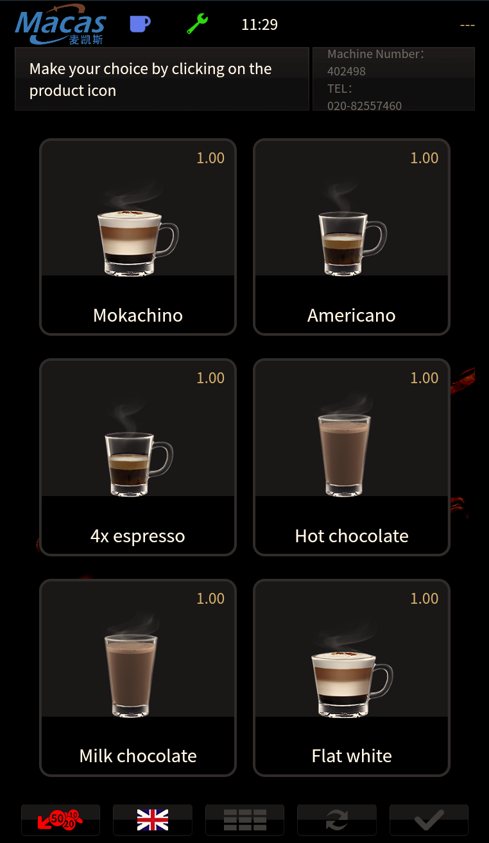 Macas
麦凯斯
11:29
---
Make your choice by clicking on the
product icon
Machine Number:
402498
TEL:
020-82557460
1.00
Mokachino
1.00
Americano
1.00
4x espresso
1.00
Hot chocolate
1.00
Milk chocolate
1.00
Flat white